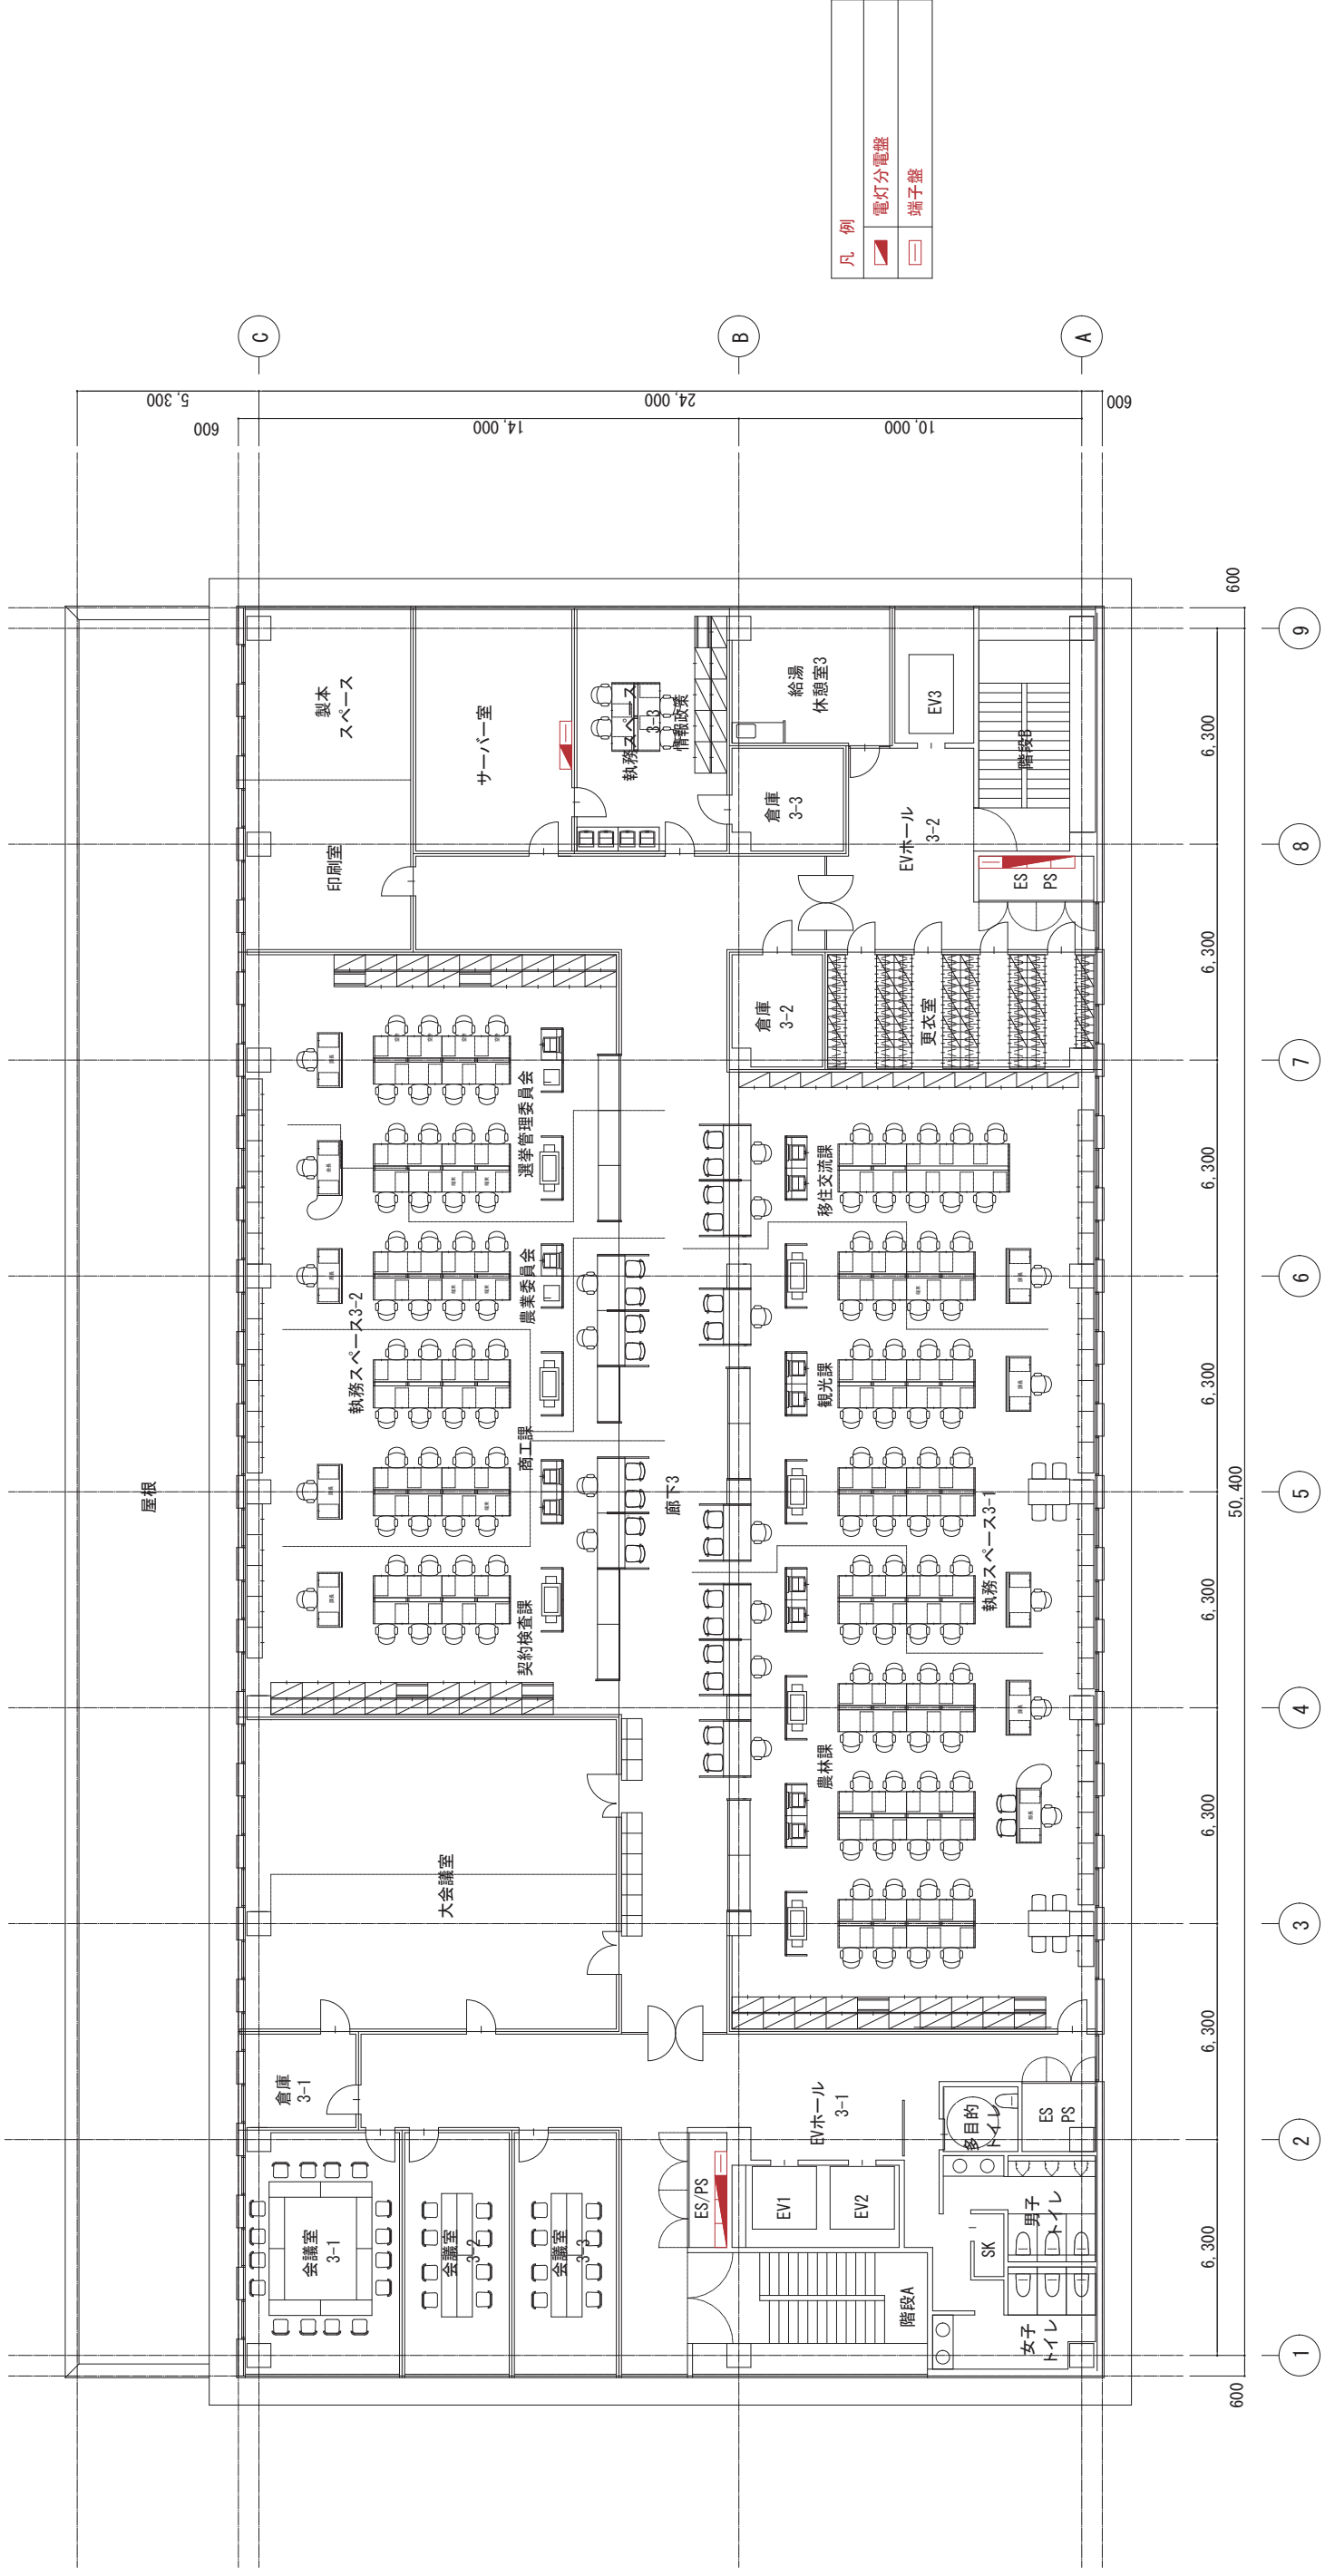 屋根
5,300
600
24,000
14,000
10,000
600
C
B
A
凡 例
電灯分電盤
端子盤
会議室
3-1
会議室
3-2
会議室
3-3
倉庫
3-1
大会議室
執務スペース3-2
契約検査課
商工課
農業委員会
選挙管理委員会
印刷室
製本
スペース
サーバー室
執務スペース
3-3
情報政策
廊下3
ES/PS
EV1
EV2
EVホール
3-1
階段A
SK
女子
トイレ
男子
トイレ
多目的
トイレ
ES
PS
農林課
執務スペース3-1
観光課
移住交流課
倉庫
3-2
更衣室
倉庫
3-3
給湯
休憩室3
EVホール
3-2
EV3
階段B
ES
PS
600
6,300
6,300
6,300
6,300
6,300
6,300
6,300
6,300
600
50,400
1
2
3
4
5
6
7
8
9